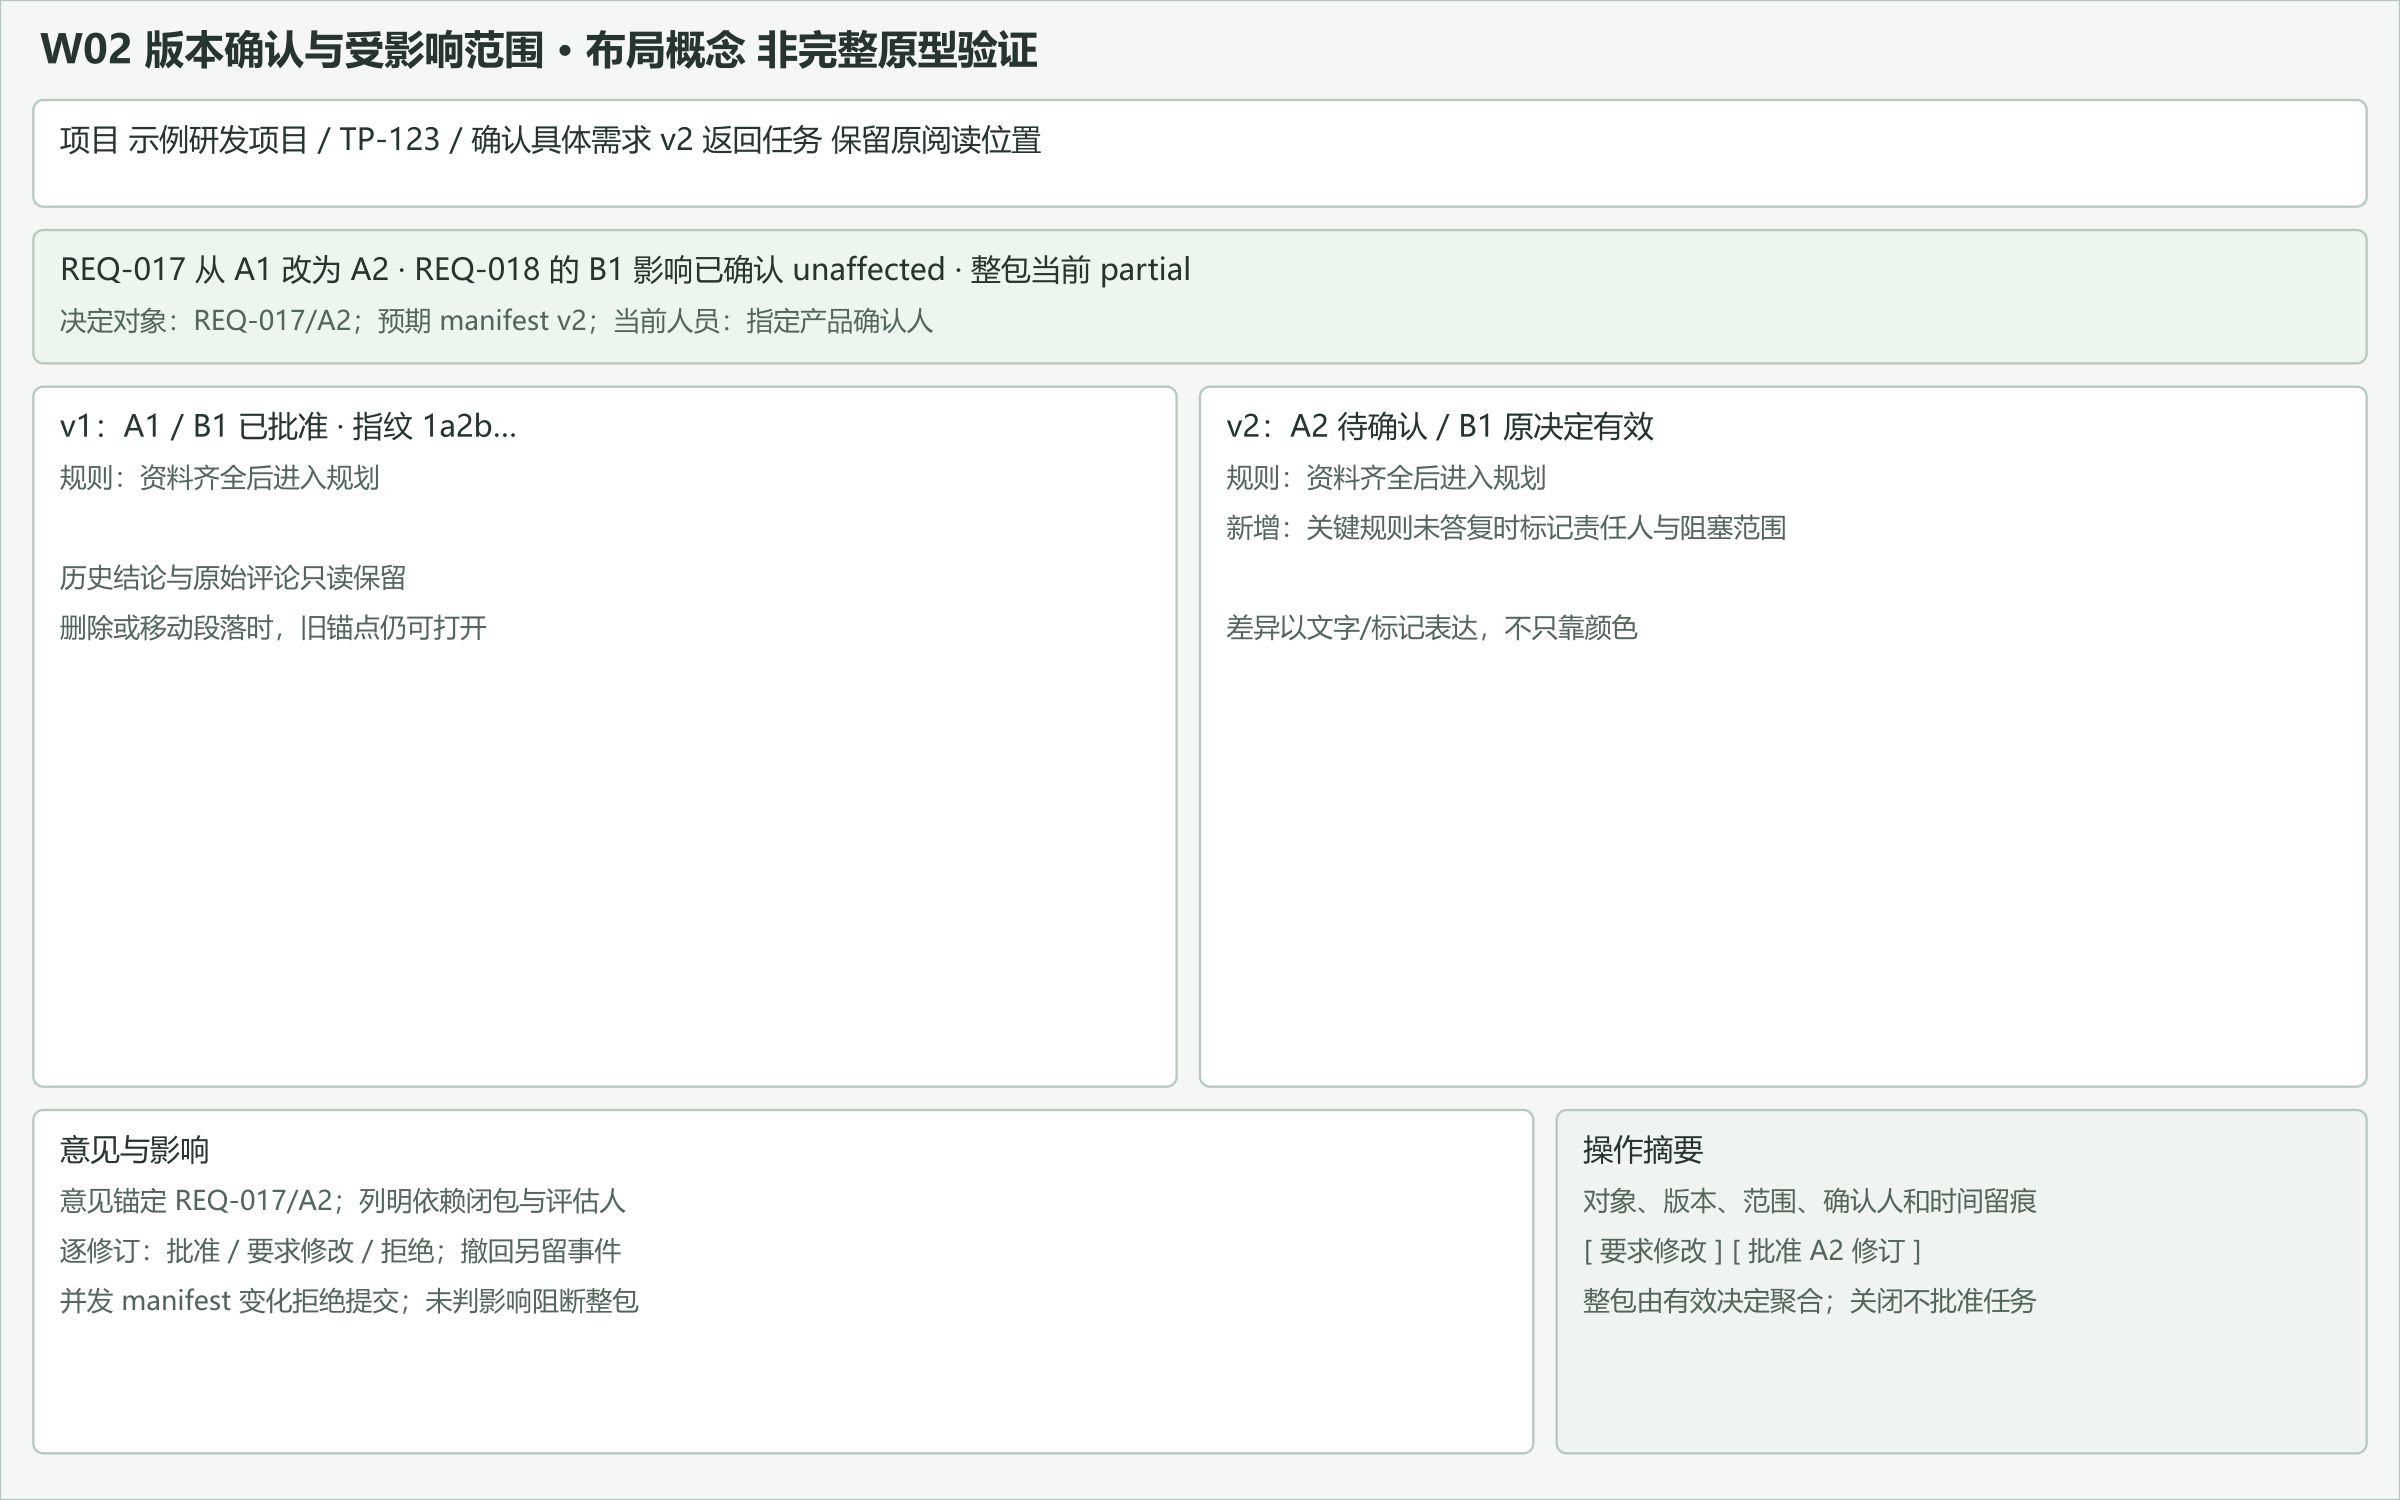 W02 版本确认与受影响范围 • 布局概念 非完整原型验证
项目 示例研发项目 / TP-123 / 确认具体需求 v2 返回任务 保留原阅读位置
REQ-017 从 A1 改为 A2 · REQ-018 的 B1 影响已确认 unaffected · 整包当前 partial
决定对象：REQ-017/A2；预期 manifest v2；当前人员：指定产品确认人
v1：A1 / B1 已批准 · 指纹 1a2b...
规则：资料齐全后进入规划
历史结论与原始评论只读保留
删除或移动段落时，旧锚点仍可打开
v2：A2 待确认 / B1 原决定有效
规则：资料齐全后进入规划
新增：关键规则未答复时标记责任人与阻塞范围
差异以文字/标记表达，不只靠颜色
意见与影响
意见锚定 REQ-017/A2；列明依赖闭包与评估人
逐修订：批准 / 要求修改 / 拒绝；撤回另留事件
并发 manifest 变化拒绝提交；未判影响阻断整包
操作摘要
对象、版本、范围、确认人和时间留痕
[ 要求修改 ] [ 批准 A2 修订 ]
整包由有效决定聚合；关闭不批准任务